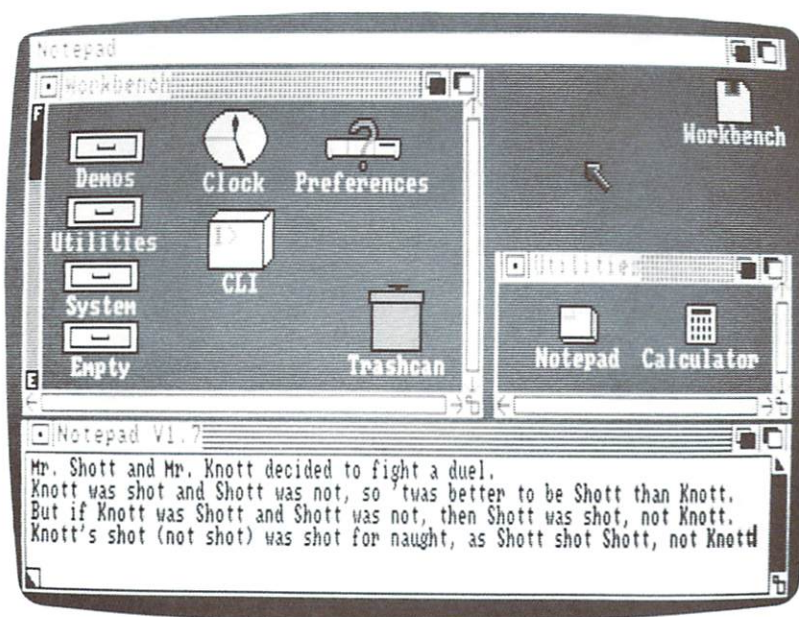 Notepad
Workbench
F
Demos
Clock
Preferences
Workbench
Utilities
1>
CLI
System
Empty
Trashcan
E
Utilities
Notepad
Calculator
Notepad V1.7
Mr. Shott and Mr. Knott decided to fight a duel.
Knott was shot and Shott was not, so 'twas better to be Shott than Knott.
But if Knott was Shott and Shott was not, then Shott was shot, not Knott.
Knott's shot (not shot) was shot for naught, as Shott shot Shott, not Knott